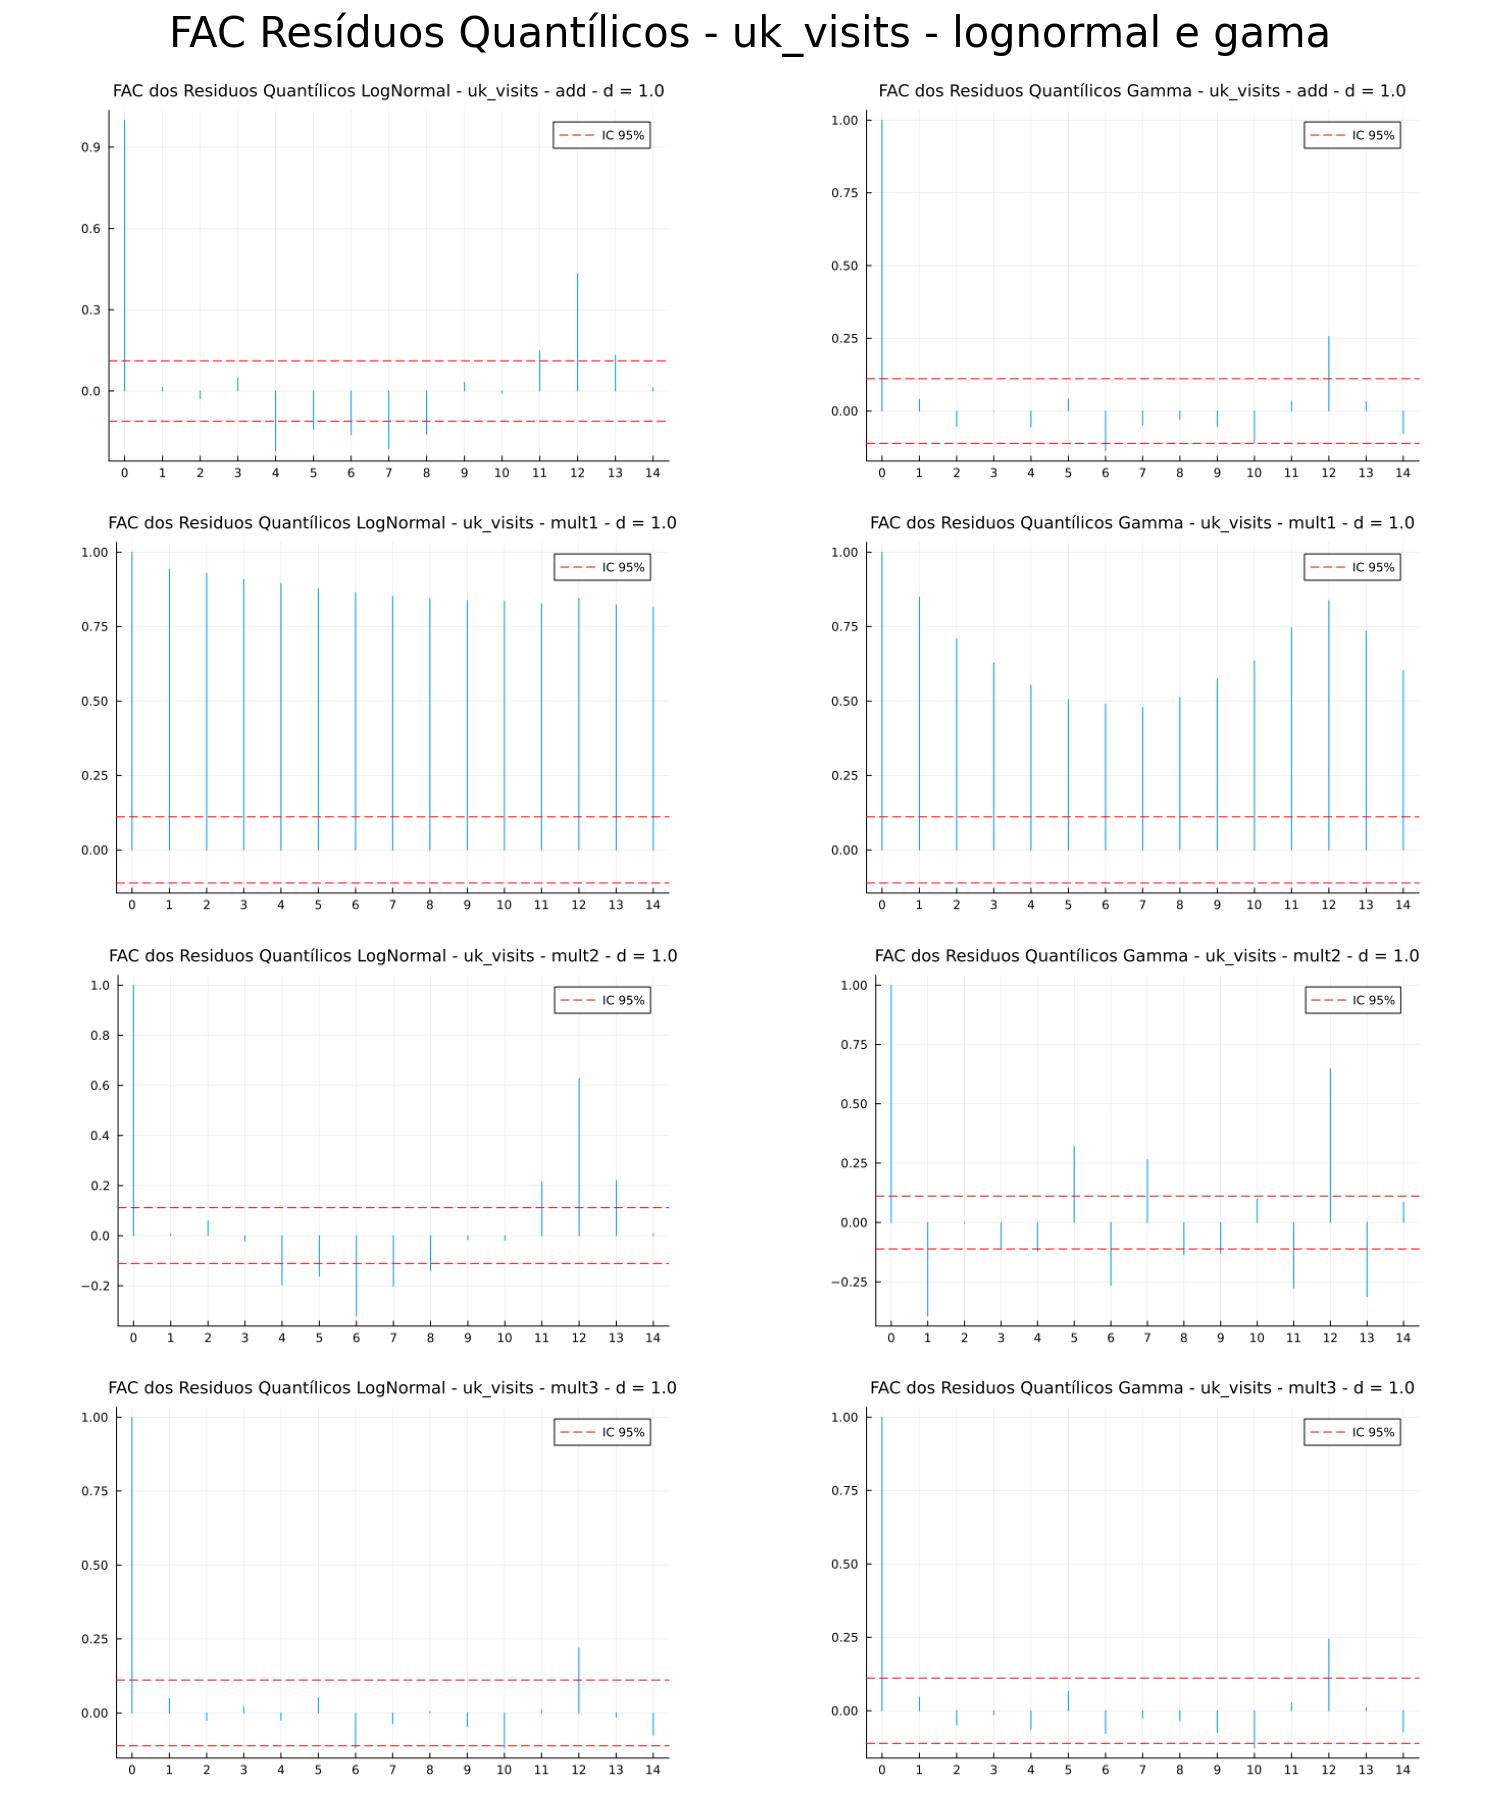 FAC Resíduos Quantílicos - uk_visits - lognormal e gama
FAC dos Residuos Quantílicos LogNormal - uk_visits - add - d = 1.0
IC 95%
0.9
0.6
0.3
0.0
0 1 2 3 4 5 6 7 8 9 10 11 12 13 14
FAC dos Residuos Quantílicos Gamma - uk_visits - add - d = 1.0
IC 95%
1.00
0.75
0.50
0.25
0.00
0 1 2 3 4 5 6 7 8 9 10 11 12 13 14
FAC dos Residuos Quantílicos LogNormal - uk_visits - mult1 - d = 1.0
IC 95%
1.00
0.75
0.50
0.25
0.00
0 1 2 3 4 5 6 7 8 9 10 11 12 13 14
FAC dos Residuos Quantílicos Gamma - uk_visits - mult1 - d = 1.0
IC 95%
1.00
0.75
0.50
0.25
0.00
0 1 2 3 4 5 6 7 8 9 10 11 12 13 14
FAC dos Residuos Quantílicos LogNormal - uk_visits - mult2 - d = 1.0
IC 95%
1.0
0.8
0.6
0.4
0.2
0.0
−0.2
0 1 2 3 4 5 6 7 8 9 10 11 12 13 14
FAC dos Residuos Quantílicos Gamma - uk_visits - mult2 - d = 1.0
IC 95%
1.00
0.75
0.50
0.25
0.00
−0.25
0 1 2 3 4 5 6 7 8 9 10 11 12 13 14
FAC dos Residuos Quantílicos LogNormal - uk_visits - mult3 - d = 1.0
IC 95%
1.00
0.75
0.50
0.25
0.00
0 1 2 3 4 5 6 7 8 9 10 11 12 13 14
FAC dos Residuos Quantílicos Gamma - uk_visits - mult3 - d = 1.0
IC 95%
1.00
0.75
0.50
0.25
0.00
0 1 2 3 4 5 6 7 8 9 10 11 12 13 14